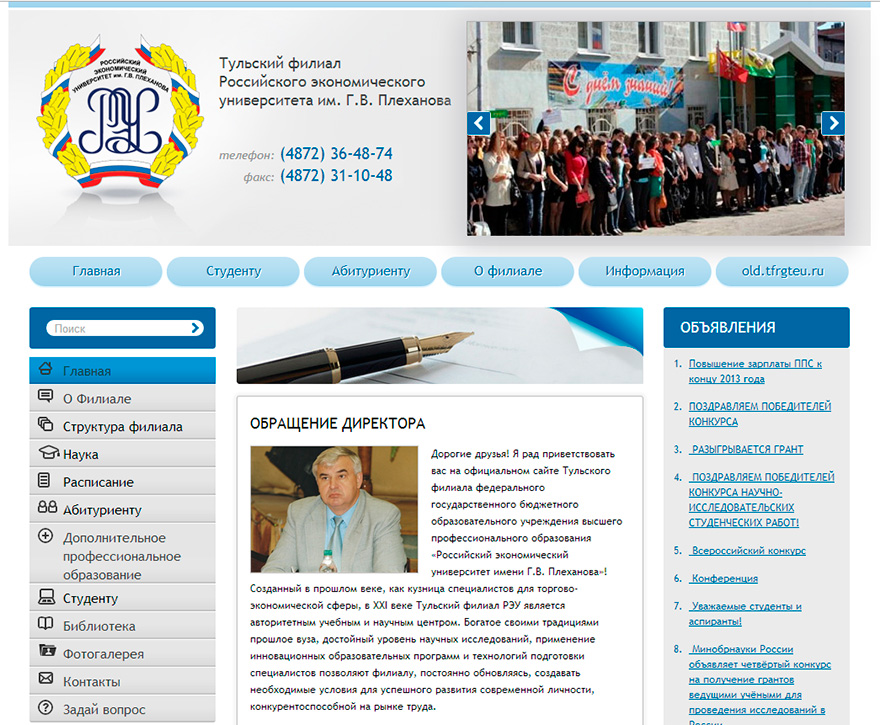 РОССИЙСКИЙ
ЭКОНОМИЧЕСКИЙ
УНИВЕРСИТЕТ им. Г.В. ПЛЕХАНОВА
Тульский филиал
Российского экономического
университета им. Г.В. Плеханова
телефон: (4872) 36-48-74
факс: (4872) 31-10-48
С днём знаний!
Главная
Студенту
Абитуриенту
О филиале
Информация
old.tfrgteu.ru
Поиск
Главная
О Филиале
Структура филиала
Наука
Расписание
Абитуриенту
Дополнительное
профессиональное
образование
Студенту
Библиотека
Фотогалерея
Контакты
Задай вопрос
ОБРАЩЕНИЕ ДИРЕКТОРА
Дорогие друзья! Я рад приветствовать
вас на официальном сайте Тульского
филиала федерального
государственного бюджетного
образовательного учреждения высшего
профессионального образования
«Российский экономический
университет имени Г.В. Плеханова»!
Созданный в прошлом веке, как кузница специалистов для торгово-
экономической сферы, в XXI веке Тульский филиал РЭУ является
авторитетным учебным и научным центром. Богатое своими традициями
прошлое вуза, достойный уровень научных исследований, применение
инновационных образовательных программ и технологий подготовки
специалистов позволяют филиалу, постоянно обновляясь, создавать
необходимые условия для успешного развития современной личности,
конкурентоспособной на рынке труда.
ОБЪЯВЛЕНИЯ
1. Повышение зарплаты ППС к
концу 2013 года
2. ПОЗДРАВЛЯЕМ ПОБЕДИТЕЛЕЙ
КОНКУРСА
3. РАЗЫГРЫВАЕТСЯ ГРАНТ
4. ПОЗДРАВЛЯЕМ ПОБЕДИТЕЛЕЙ
КОНКУРСА НАУЧНО-
ИССЛЕДОВАТЕЛЬСКИХ
СТУДЕНЧЕСКИХ РАБОТ!
5. Всероссийский конкурс
6. Конференция
7. Уважаемые студенты и
аспиранты!
8. Минобрнауки России
объявляет четвёртый конкурс
на получение грантов
ведущими учёными для
проведения исследований в
России